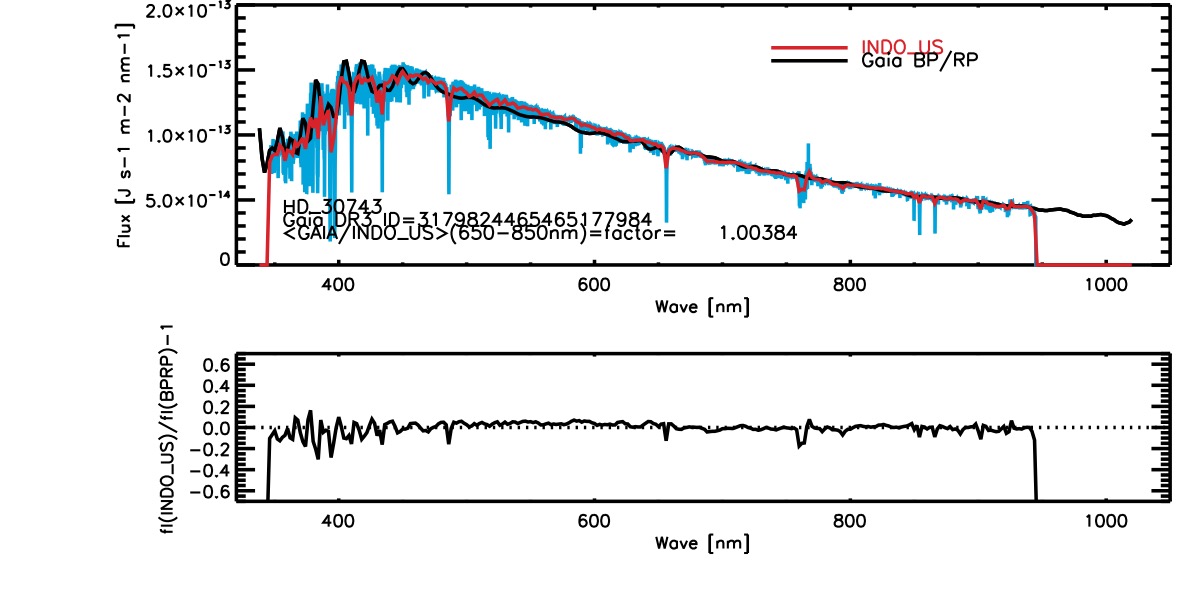 2.0×10−13
1.5×10−13
1.0×10−13
5.0×10−14
0
Flux [J s−1 m−2 nm−1]
INDO_US
Gaia BP/RP
HD_30743
Gaia DR3 ID=3179824465465177984
<GAIA/INDO_US>(650−850nm)=factor= 1.00384
400 600 800 1000
Wave [nm]
fl(INDO_US)/fl(BPRP)−1
0.6
0.4
0.2
0.0
−0.2
−0.4
−0.6
400 600 800 1000
Wave [nm]